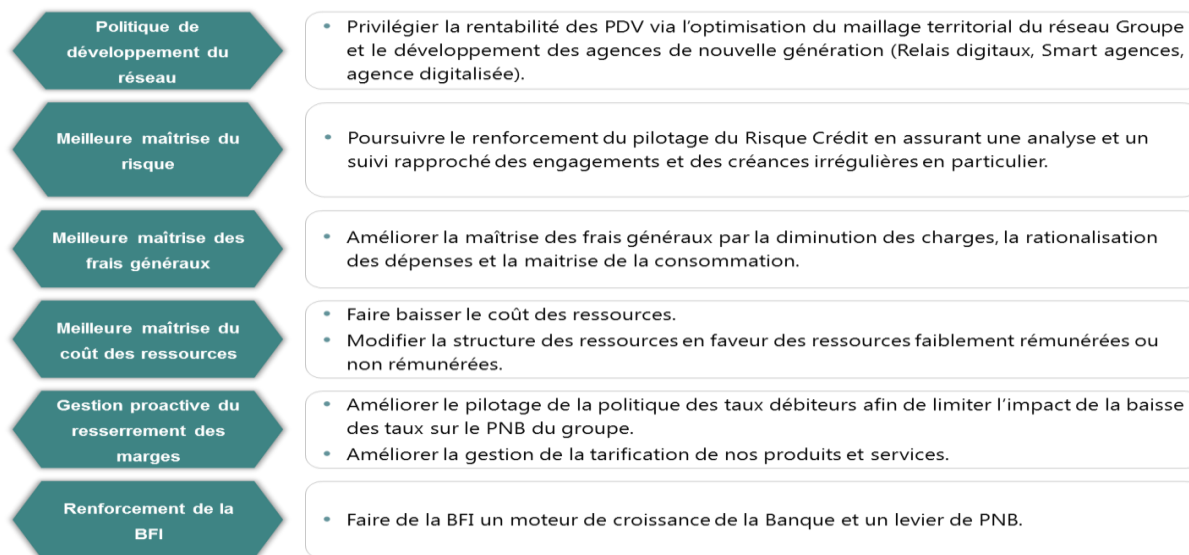 Politique de
développement du
réseau
• Privilégier la rentabilité des PDV via l'optimisation du maillage territorial du réseau Groupe
et le développement des agences de nouvelle génération (Relais digitaux, Smart agences,
agence digitalisée).
Meilleure maîtrise du
risque
• Poursuivre le renforcement du pilotage du Risque Crédit en assurant une analyse et un
suivi rapproché des engagements et des créances irrégulières en particulier.
Meilleure maîtrise des
frais généraux
• Améliorer la maîtrise des frais généraux par la diminution des charges, la rationalisation
des dépenses et la maitrise de la consommation.
Meilleure maîtrise du
coût des ressources
• Faire baisser le coût des ressources.
• Modifier la structure des ressources en faveur des ressources faiblement rémunérées ou
non rémunérées.
Gestion proactive du
resserrement des
marges
• Améliorer le pilotage de la politique des taux débiteurs afin de limiter l'impact de la baisse
des taux sur le PNB du groupe.
• Améliorer la gestion de la tarification de nos produits et services.
Renforcement de la
BFI
• Faire de la BFI un moteur de croissance de la Banque et un levier de PNB.